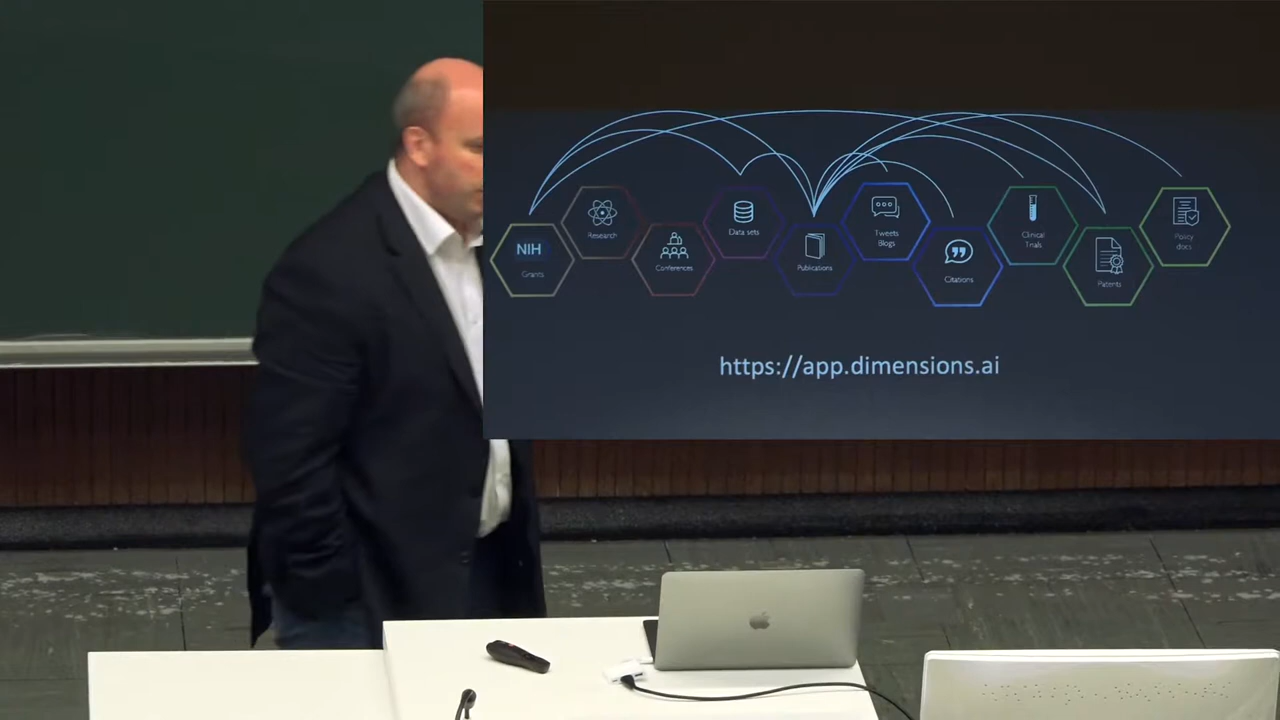 NIH
Grants
Research
Conferences
Data sets
Publications
Tweets
Blogs
Citations
Clinical
Trials
Patents
Policy
docs
https://app.dimensions.ai